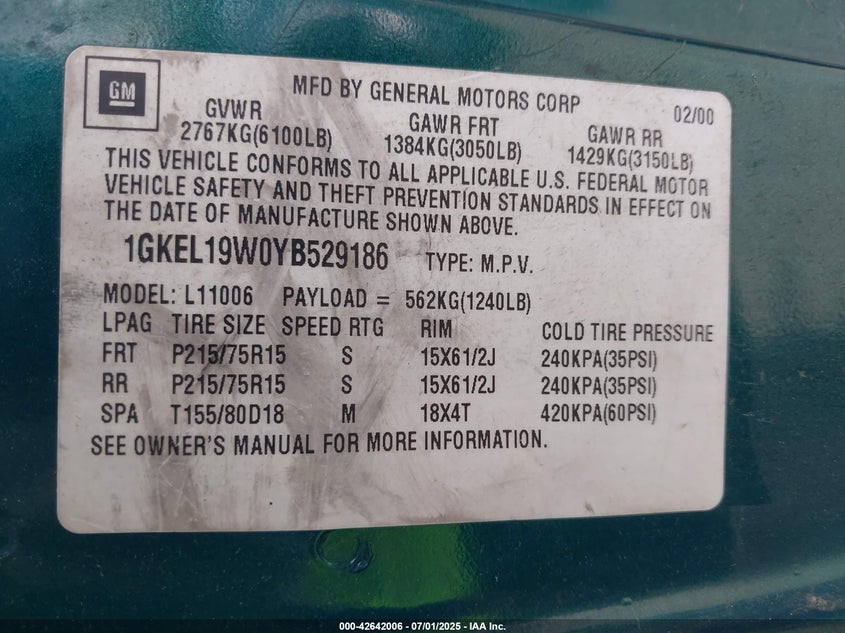 GM
MFD BY GENERAL MOTORS CORP 02/00
GVWR GAWR FRT GAWR RR
2767KG(6100LB) 1384KG(3050LB) 1429KG(3150LB)
THIS VEHICLE CONFORMS TO ALL APPLICABLE U.S. FEDERAL MOTOR
VEHICLE SAFETY AND THEFT PREVENTION STANDARDS IN EFFECT ON
THE DATE OF MANUFACTURE SHOWN ABOVE.
1GKEL19W0YB529186 TYPE: M.P.V.
MODEL: L11006 PAYLOAD = 562KG(1240LB)
LPAG TIRE SIZE SPEED RTG RIM COLD TIRE PRESSURE
FRT P215/75R15 S 15X61/2J 240KPA(35PSI)
RR P215/75R15 S 15X61/2J 240KPA(35PSI)
SPA T155/80D18 M 18X4T 420KPA(60PSI)
SEE OWNER'S MANUAL FOR MORE INFORMATION.
000-42642006 - 07/01/2025 - IAA Inc.